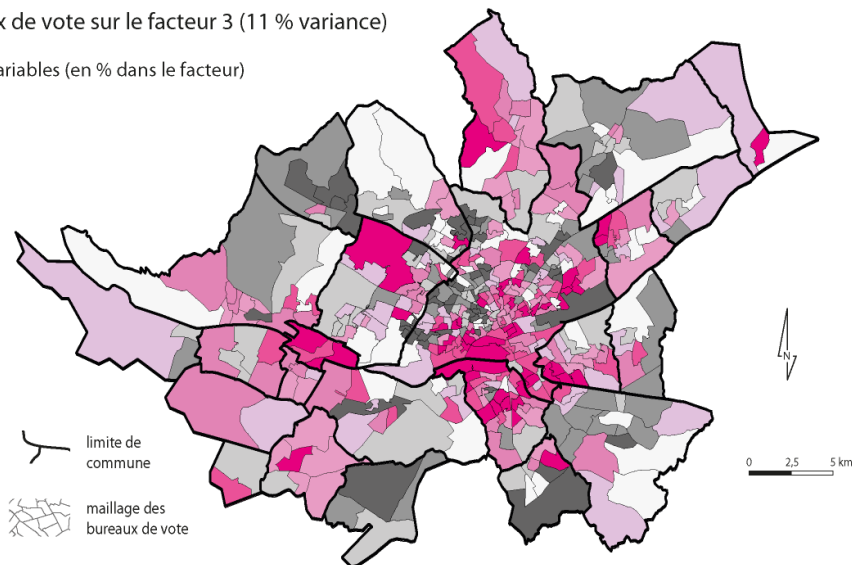 x de vote sur le facteur 3 (11 % variance)
ariables (en % dans le facteur)
N
limite de
commune
0 2,5 5 km
maillage des
bureaux de vote